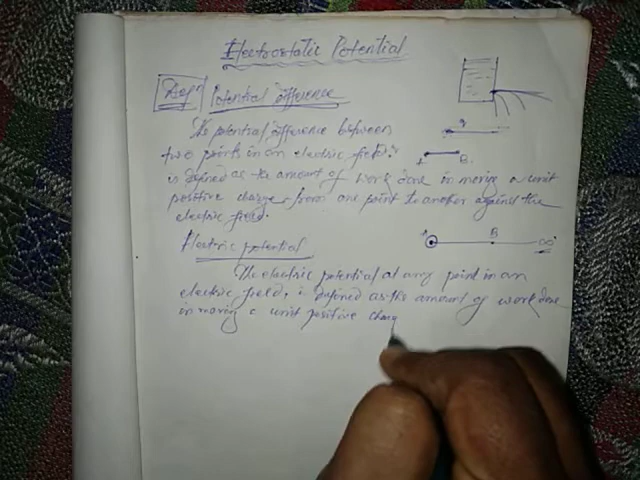 Electrostatic Potential
Defn Potential difference
The potential difference between
two points in an electric field.
is defined as the amount of work done in moving a unit
positive charge from one point to another against the
electric field.
A B
Electric potential
A B ∞
The electric potential at any point in an
electric field, is defined as the amount of work done
in moving a unit positive charg